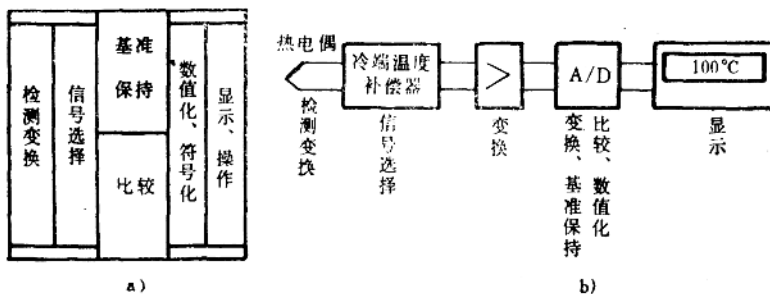 检测变换
信号选择
基准
保持
比较
数值化、符号化
显示、操作
a)
热电偶
检测变换
冷端温度
补偿器
信号选择
>
变换
A/D
变换、基准保持
比较、数值化
100℃
显示
b)